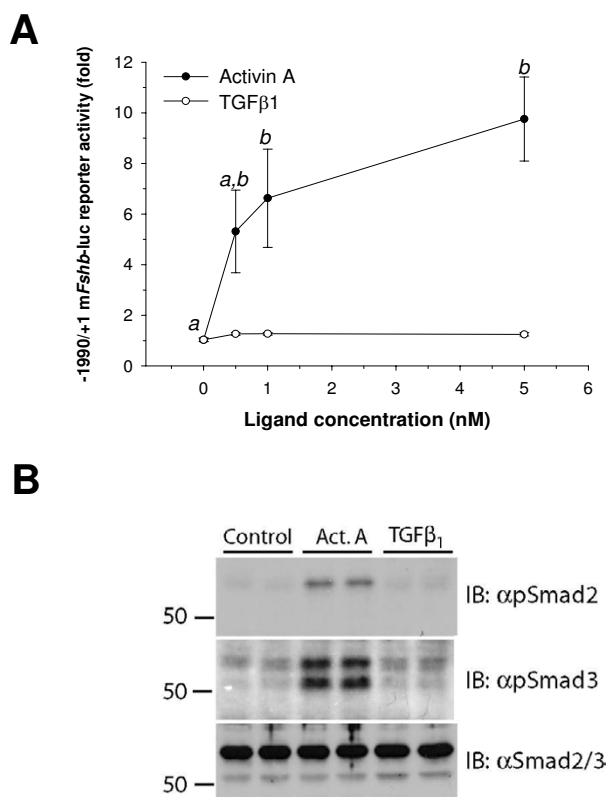 A
-1990/+1 mFshb-luc reporter activity (fold)
12
10
8
6
4
2
0
Activin A
TGFβ1
a
a,b
b
b
0 1 2 3 4 5 6
Ligand concentration (nM)
B
Control Act. A TGFβ1
50
IB: αpSmad2
50
IB: αpSmad3
50
IB: αSmad2/3